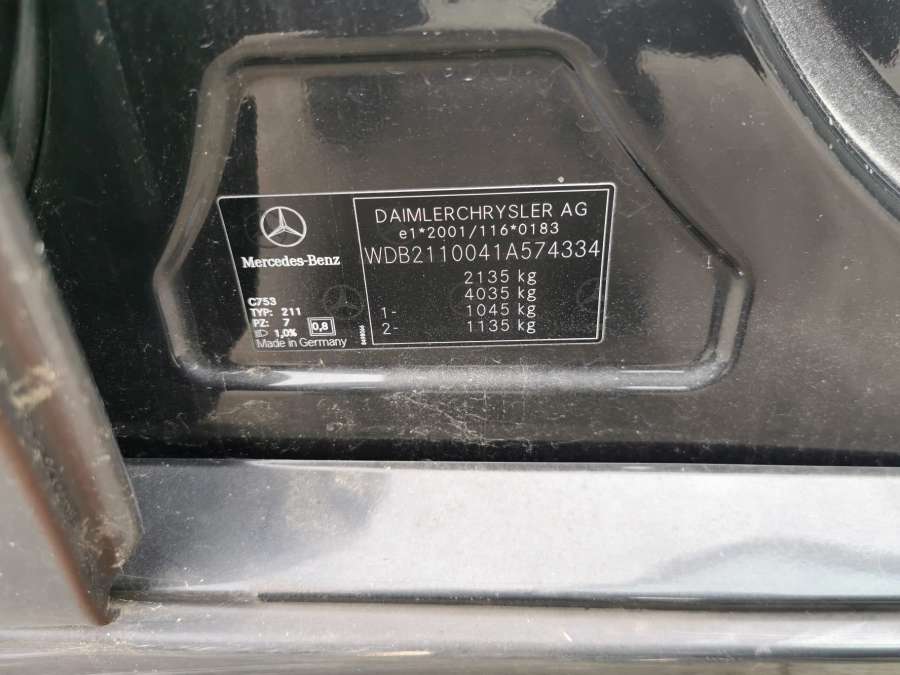 Mercedes-Benz
C753
TYP: 211
PZ: 7
1,0% 0,8
Made in Germany
DAIMLERCHRYSLER AG
e1*2001/116*0183
WDB2110041A574334
2135 kg
4035 kg
1- 1045 kg
2- 1135 kg